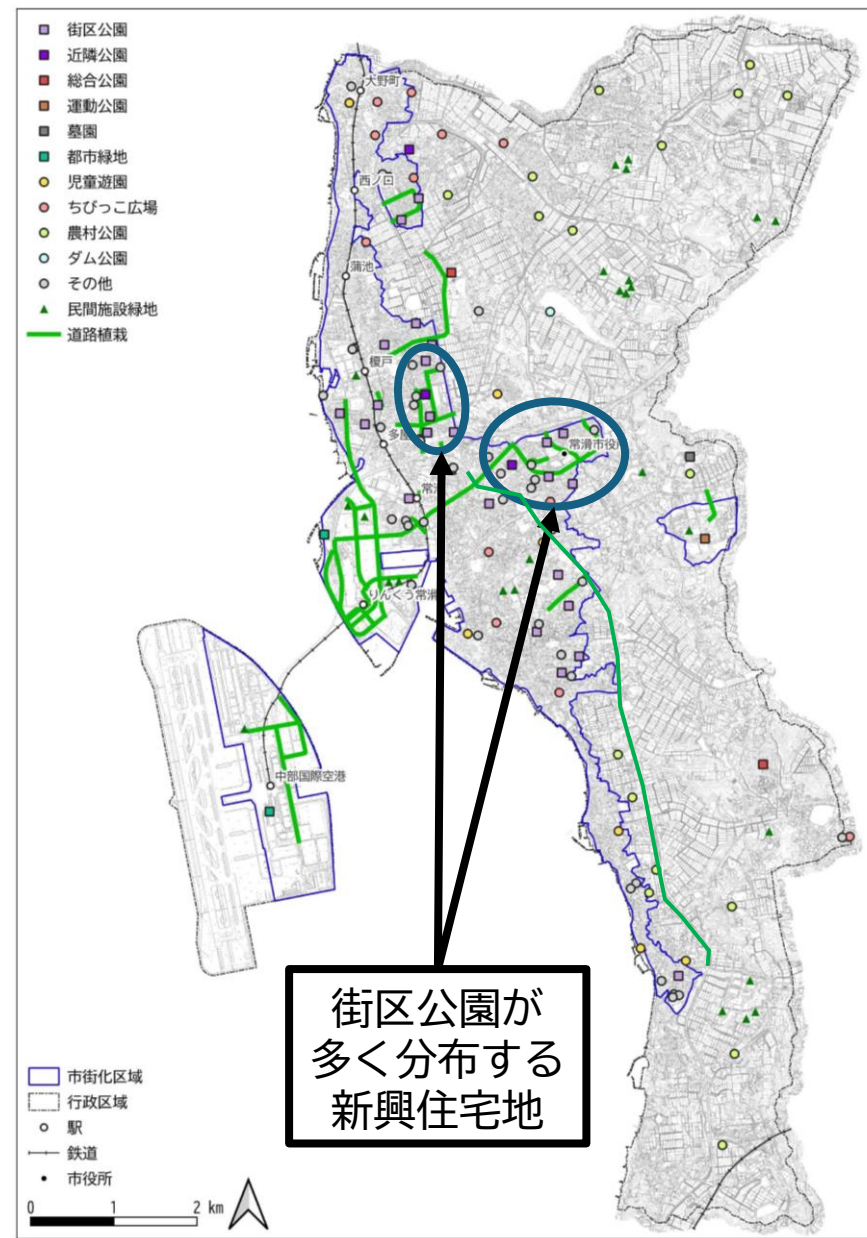 街区公園
近隣公園
総合公園
運動公園
墓園
都市緑地
児童遊園
ちびっこ広場
農村公園
ダム公園
その他
民間施設緑地
道路植栽
大野町
西ノ口
蒲池
榎戸
多屋
常滑市役所
常滑
りんくう常滑
中部国際空港
街区公園が
多く分布する
新興住宅地
市街化区域
行政区域
駅
鉄道
市役所
0 1 2 km